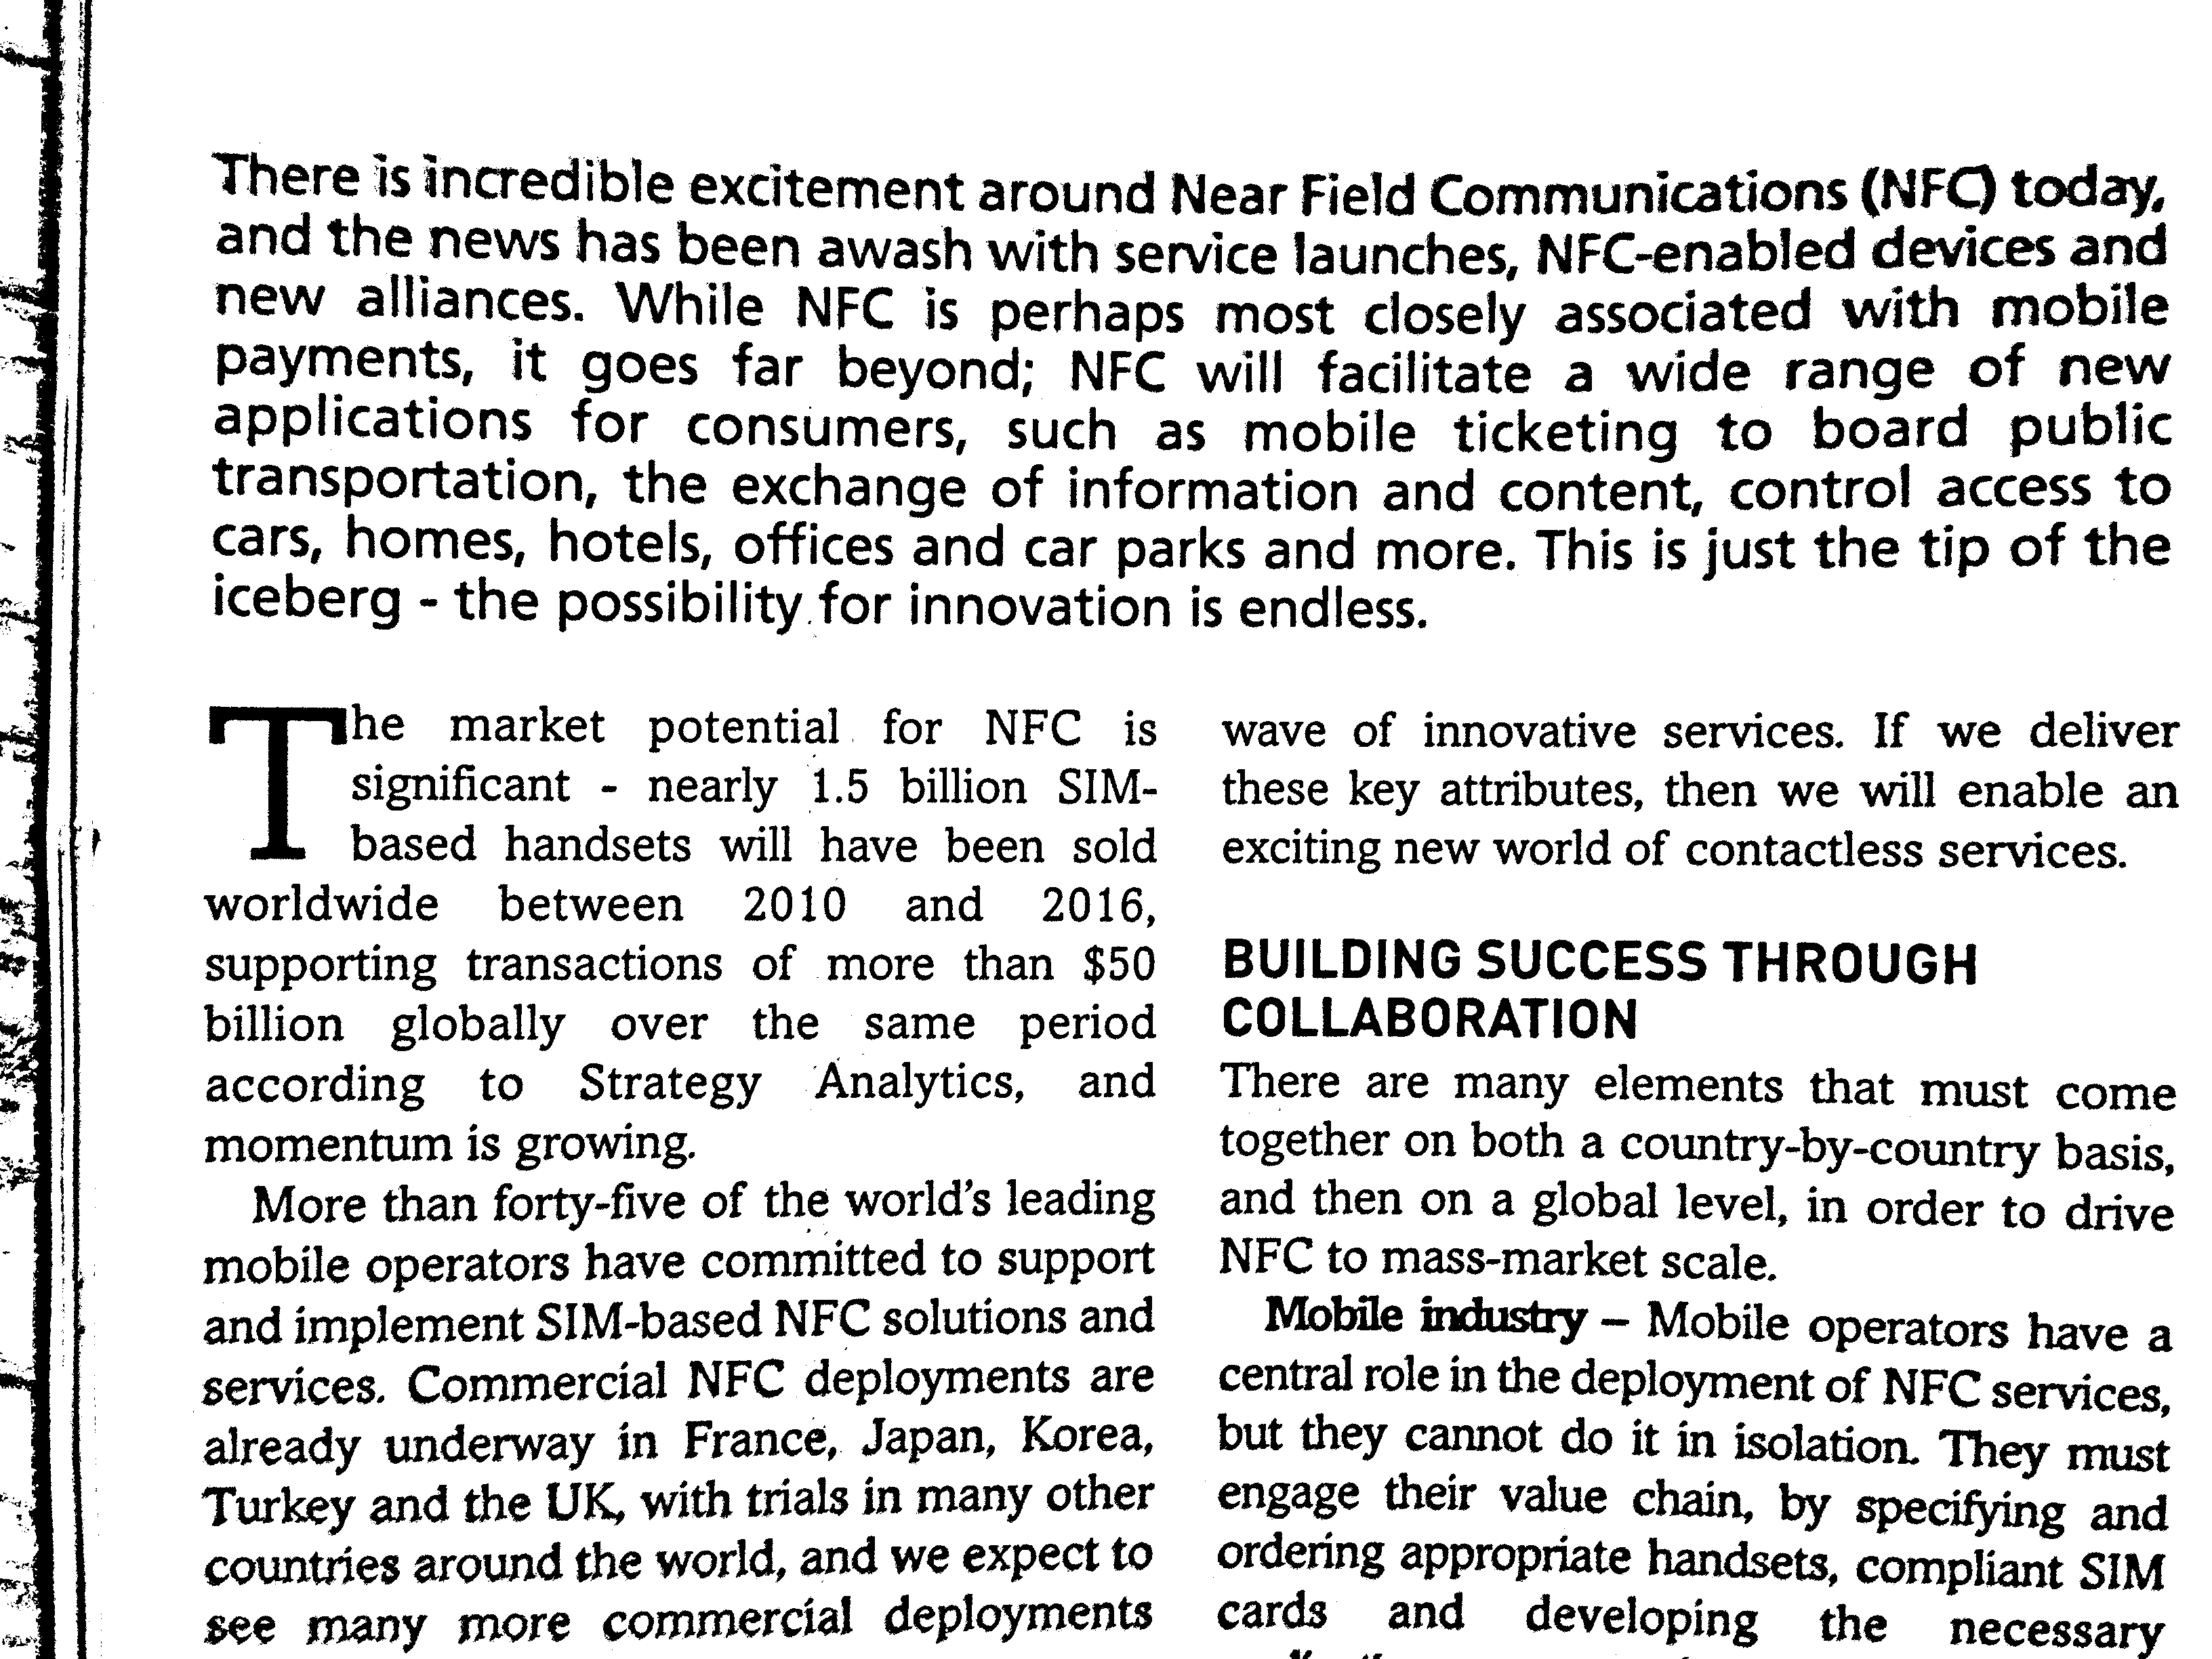 There is incredible excitement around Near Field Communications (NFC) today,
and the news has been awash with service launches, NFC-enabled devices and
new alliances. While NFC is perhaps most closely associated with mobile
payments, it goes far beyond; NFC will facilitate a wide range of new
applications for consumers, such as mobile ticketing to board public
transportation, the exchange of information and content, control access to
cars, homes, hotels, offices and car parks and more. This is just the tip of the
iceberg - the possibility for innovation is endless.
The market potential for NFC is
significant - nearly 1.5 billion SIM-
based handsets will have been sold
worldwide between 2010 and 2016,
supporting transactions of more than $50
billion globally over the same period
according to Strategy Analytics, and
momentum is growing.
More than forty-five of the world's leading
mobile operators have committed to support
and implement SIM-based NFC solutions and
services. Commercial NFC deployments are
already underway in France, Japan, Korea,
Turkey and the UK, with trials in many other
countries around the world, and we expect to
see many more commercial deployments
wave of innovative services. If we deliver
these key attributes, then we will enable an
exciting new world of contactless services.
BUILDING SUCCESS THROUGH
COLLABORATION
There are many elements that must come
together on both a country-by-country basis,
and then on a global level, in order to drive
NFC to mass-market scale.
Mobile industry – Mobile operators have a
central role in the deployment of NFC services,
but they cannot do it in isolation. They must
engage their value chain, by specifying and
ordering appropriate handsets, compliant SIM
cards and developing the necessary